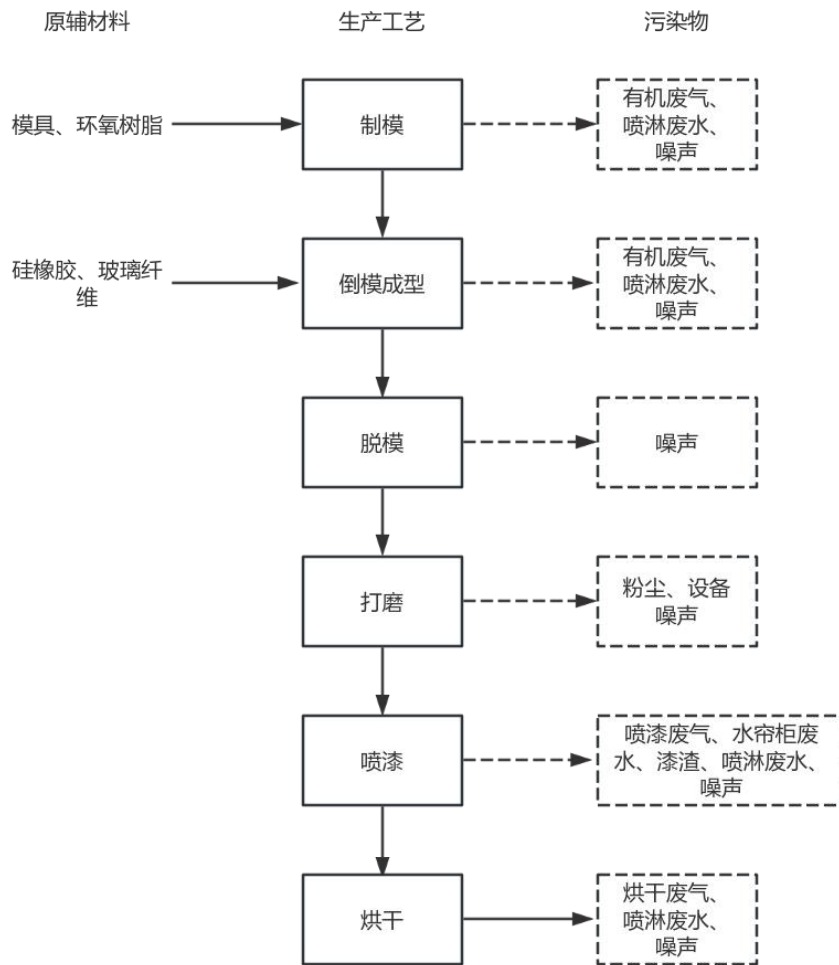 原辅材料
生产工艺
污染物
模具、环氧树脂
制模
有机废气、
喷淋废水、
噪声
硅橡胶、玻璃纤
维
倒模成型
有机废气、
喷淋废水、
噪声
脱模
噪声
打磨
粉尘、设备
噪声
喷漆
喷漆废气、水帘柜废
水、漆渣、喷淋废水、
噪声
烘干
烘干废气、
喷淋废水、
噪声